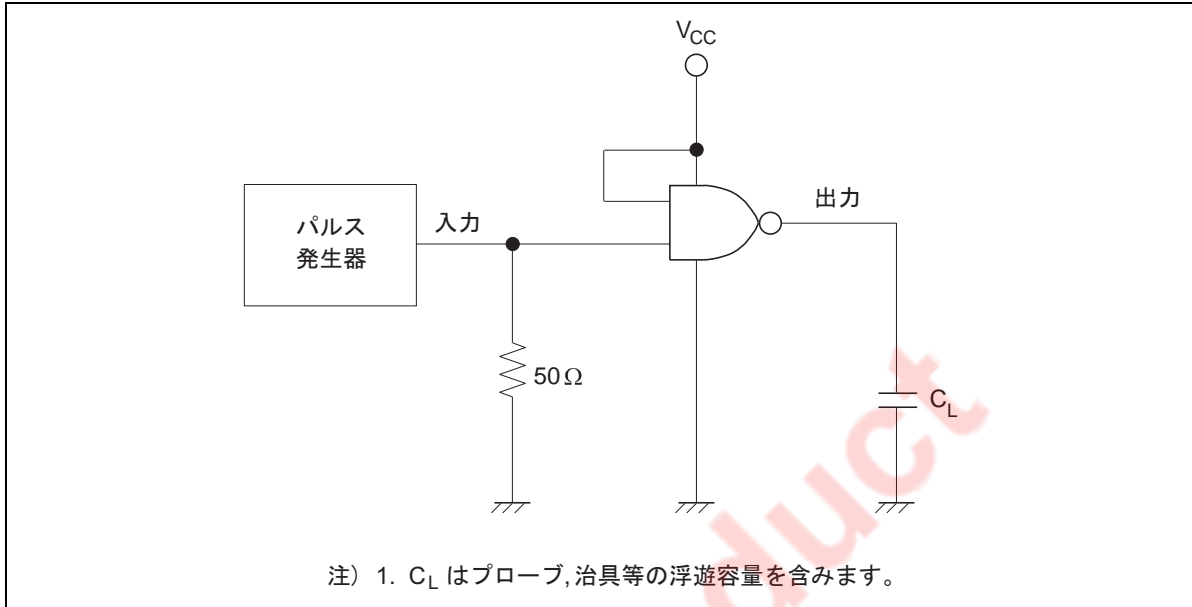 VCC
パルス
発生器
入力
出力
50Ω
CL
duct
注) 1. CL はプローブ, 治具等の浮遊容量を含みます。